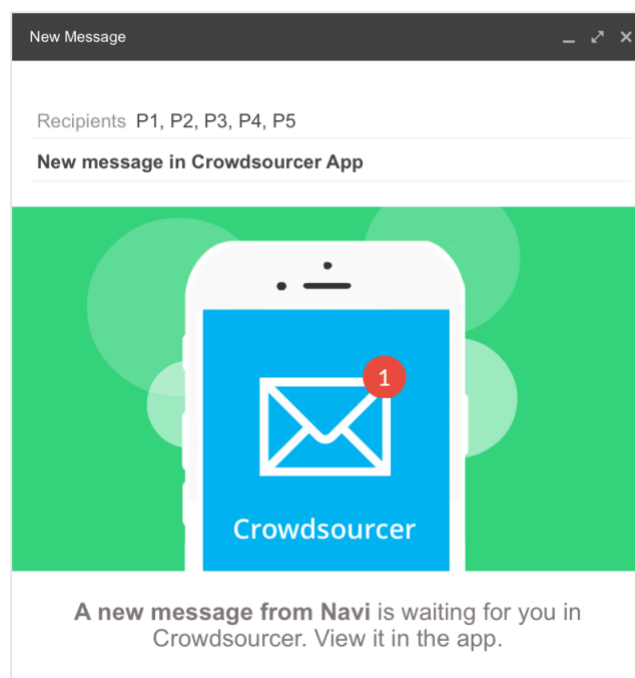 New Message
Recipients P1, P2, P3, P4, P5
New message in Crowdsourcer App
1
Crowdsourcer
A new message from Navi is waiting for you in
Crowdsourcer. View it in the app.